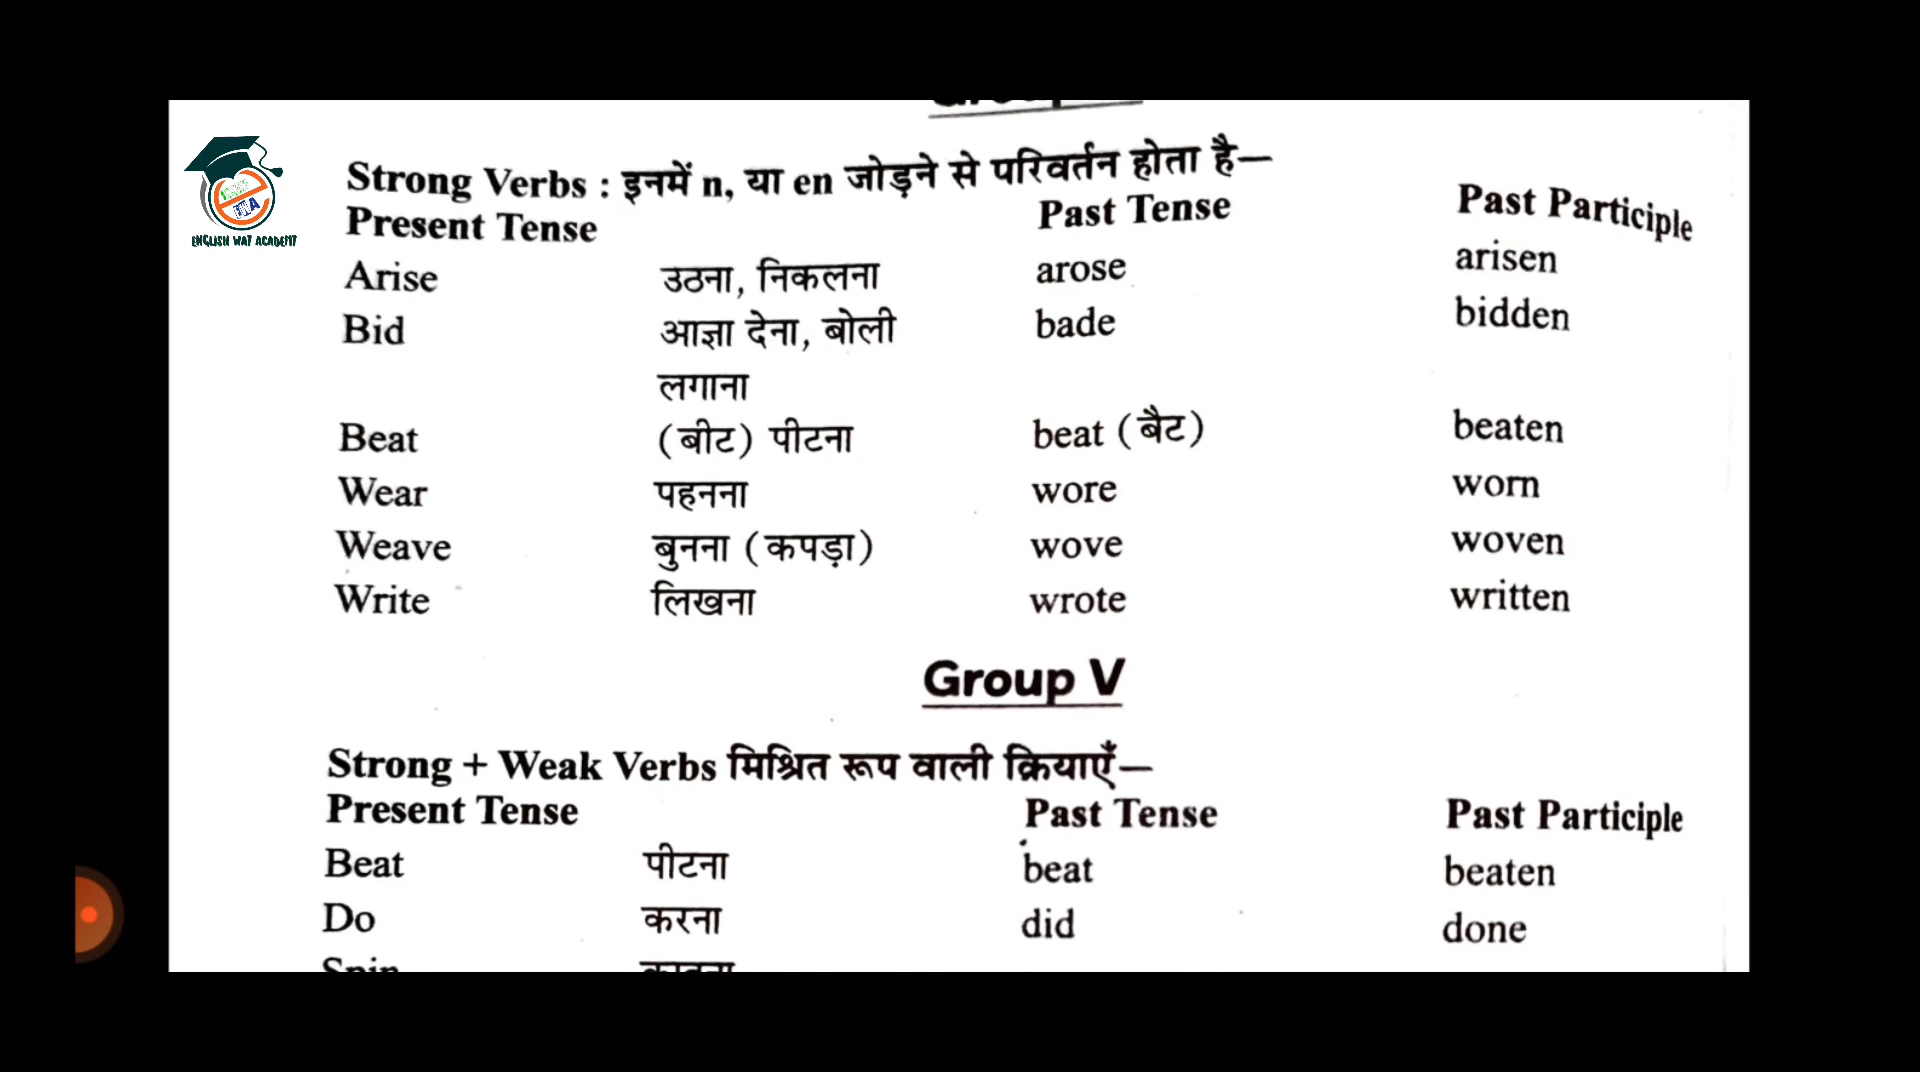 ENGLISH WAT ACADEMY
Strong Verbs : इनमें n, या en जोड़ने से परिवर्तन होता है—
Present Tense Past Tense Past Participle
Arise उठना, निकलना arose arisen
Bid आज्ञा देना, बोली bade bidden
लगाना
Beat (बीट) पीटना beat (बैट) beaten
Wear पहनना wore worn
Weave बुनना (कपड़ा) wove woven
Write लिखना wrote written
Group V
Strong + Weak Verbs मिश्रित रूप वाली क्रियाएँ—
Present Tense Past Tense Past Participle
Beat पीटना beat beaten
Do करना did done